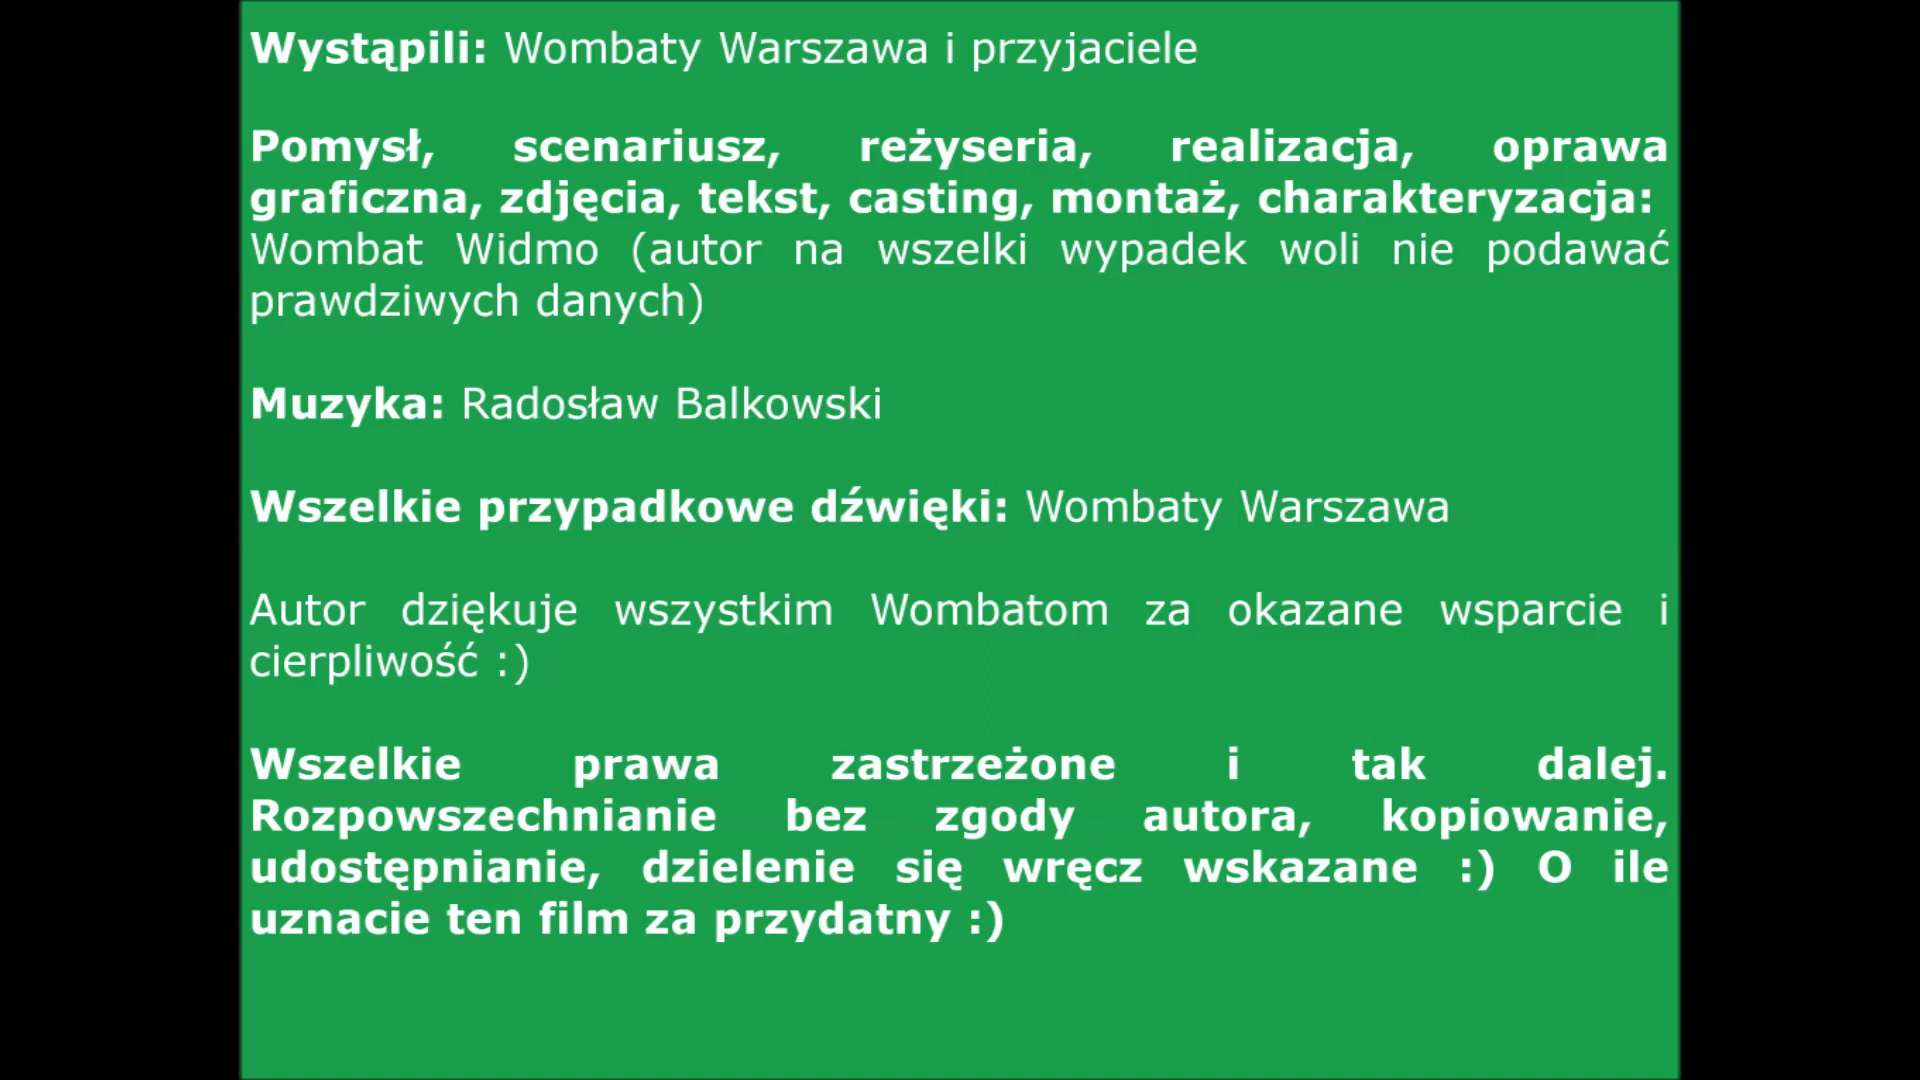 Wystąpili: Wombaty Warszawa i przyjaciele
Pomysł, scenariusz, reżyseria, realizacja, oprawa
graficzna, zdjęcia, tekst, casting, montaż, charakteryzacja:
Wombat Widmo (autor na wszelki wypadek woli nie podawać
prawdziwych danych)
Muzyka: Radosław Balkowski
Wszelkie przypadkowe dźwięki: Wombaty Warszawa
Autor dziękuje wszystkim Wombatom za okazane wsparcie i
cierpliwość :)
Wszelkie prawa zastrzeżone i tak dalej.
Rozpowszechnianie bez zgody autora, kopiowanie,
udostępnianie, dzielenie się wręcz wskazane :) O ile
uznacie ten film za przydatny :)